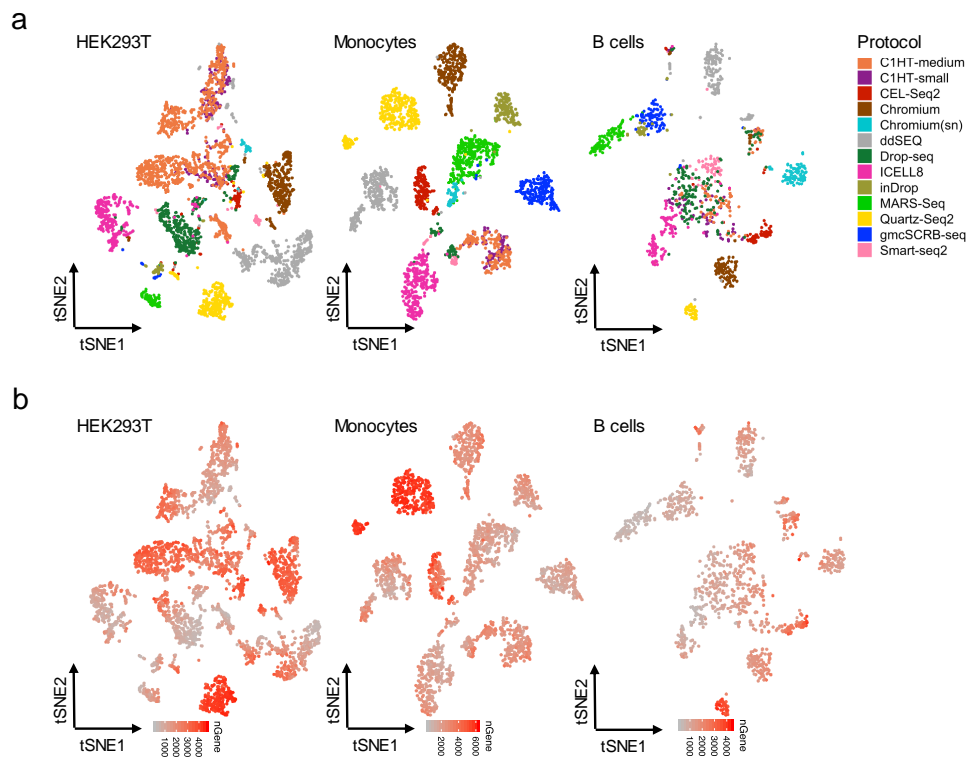 a
HEK293T
Monocytes
B cells
Protocol
C1HT-medium
C1HT-small
CEL-Seq2
Chromium
Chromium(sn)
ddSEQ
Drop-seq
ICELL8
inDrop
MARS-Seq
Quartz-Seq2
gmcSCRB-seq
Smart-seq2
tSNE2
tSNE1
tSNE2
tSNE1
tSNE2
tSNE1
b
HEK293T
Monocytes
B cells
tSNE2
tSNE1
1000 2000 3000 4000
nGene
tSNE2
tSNE1
2000 4000 6000
nGene
tSNE2
tSNE1
1000 2000 3000 4000
nGene